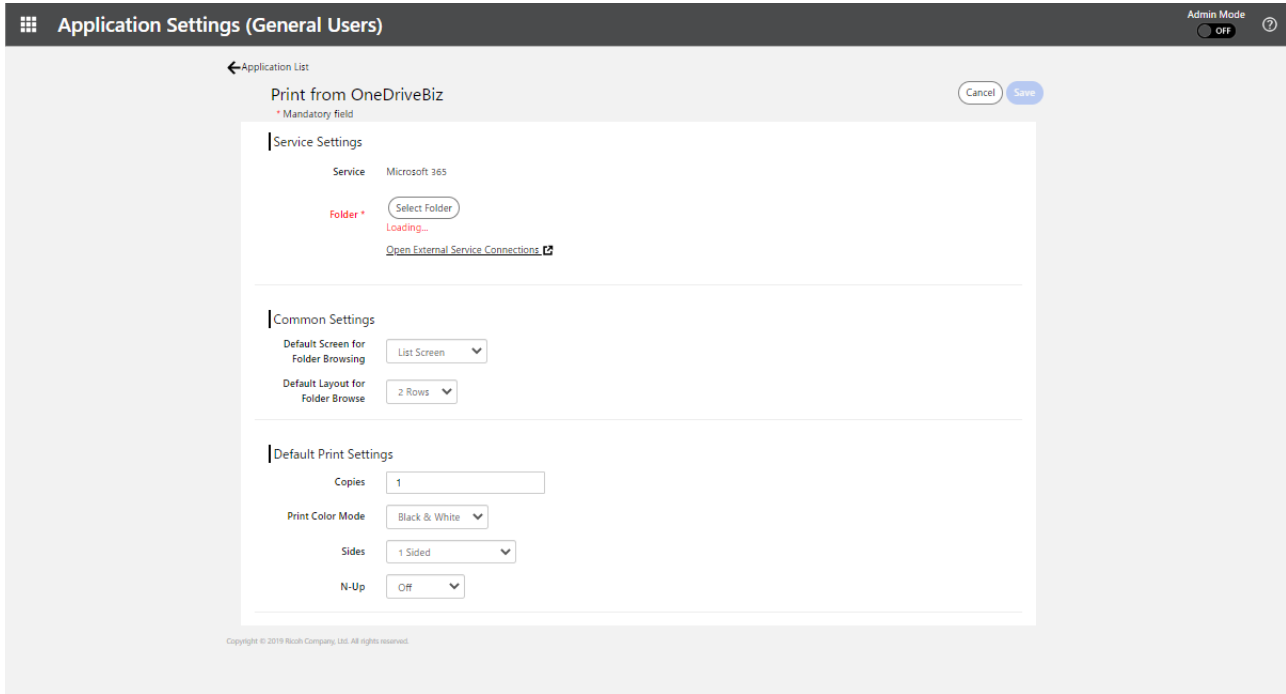 Application Settings (General Users)
Admin Mode
OFF
Application List
Print from OneDriveBiz
Cancel
Save
* Mandatory field
Service Settings
Service
Microsoft 365
Folder *
Select Folder
Loading...
Open External Service Connections
Common Settings
Default Screen for
Folder Browsing
List Screen
Default Layout for
Folder Browse
2 Rows
Default Print Settings
Copies
1
Print Color Mode
Black & White
Sides
1 Sided
N-Up
Off
Copyright © 2019 Ricoh Company, Ltd. All rights reserved.